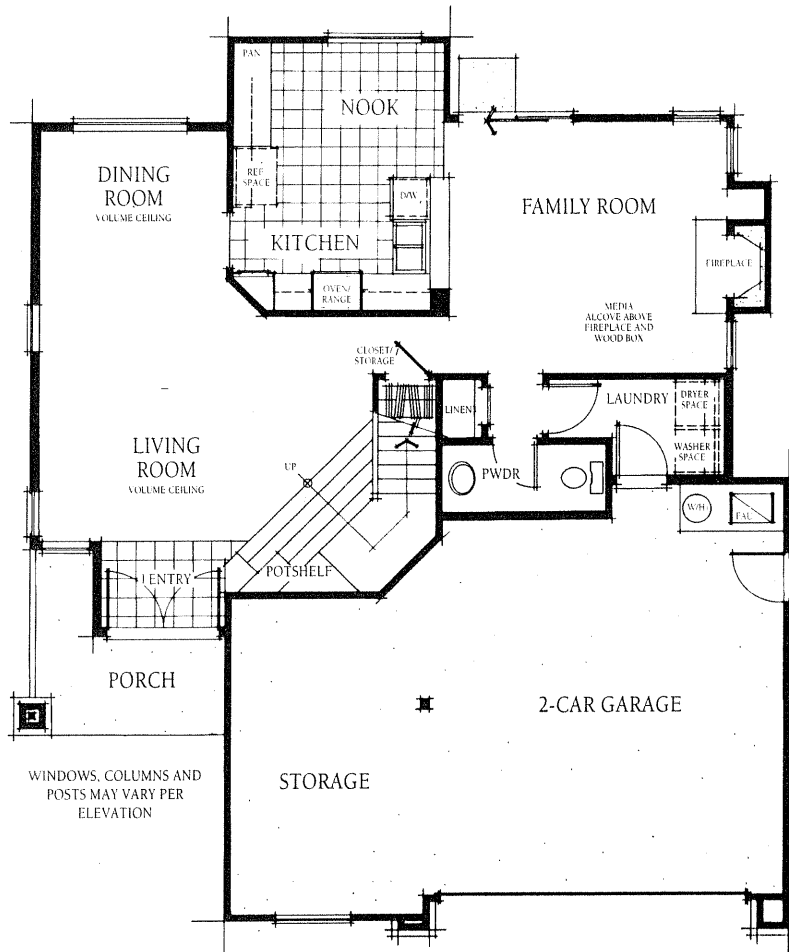 PAN
NOOK
DINING
ROOM
VOLUME CEILING
REF
SPACE
D/W
FAMILY ROOM
KITCHEN
FIREPLACE
OVEN/
RANGE
MEDIA
ALCOVE ABOVE
FIREPLACE AND
WOOD BOX
CLOSET/
STORAGE
LINEN
LAUNDRY
DRYER
SPACE
LIVING
ROOM
VOLUME CEILING
UP
PWDR
WASHER
SPACE
W/H
FAU
POTSHELF
ENTRY
PORCH
2-CAR GARAGE
STORAGE
WINDOWS, COLUMNS AND
POSTS MAY VARY PER
ELEVATION